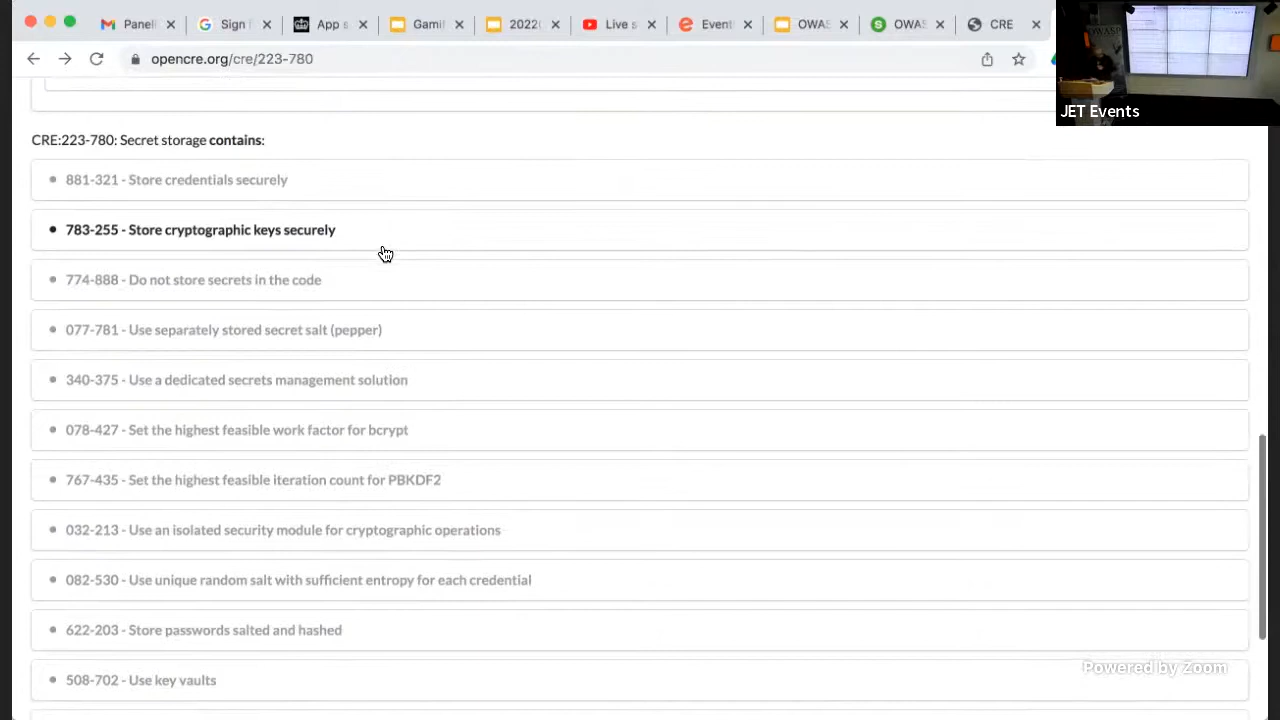 Paneli
Sign i
App s
Gami
2022
Live s
Event
OWA
OWA
CRE
opencre.org/cre/223-780
OWASP
JET Events
CRE:223-780: Secret storage contains:
881-321 - Store credentials securely
783-255 - Store cryptographic keys securely
774-888 - Do not store secrets in the code
077-781 - Use separately stored secret salt (pepper)
340-375 - Use a dedicated secrets management solution
078-427 - Set the highest feasible work factor for bcrypt
767-435 - Set the highest feasible iteration count for PBKDF2
032-213 - Use an isolated security module for cryptographic operations
082-530 - Use unique random salt with sufficient entropy for each credential
622-203 - Store passwords salted and hashed
508-702 - Use key vaults
Powered by Zoom